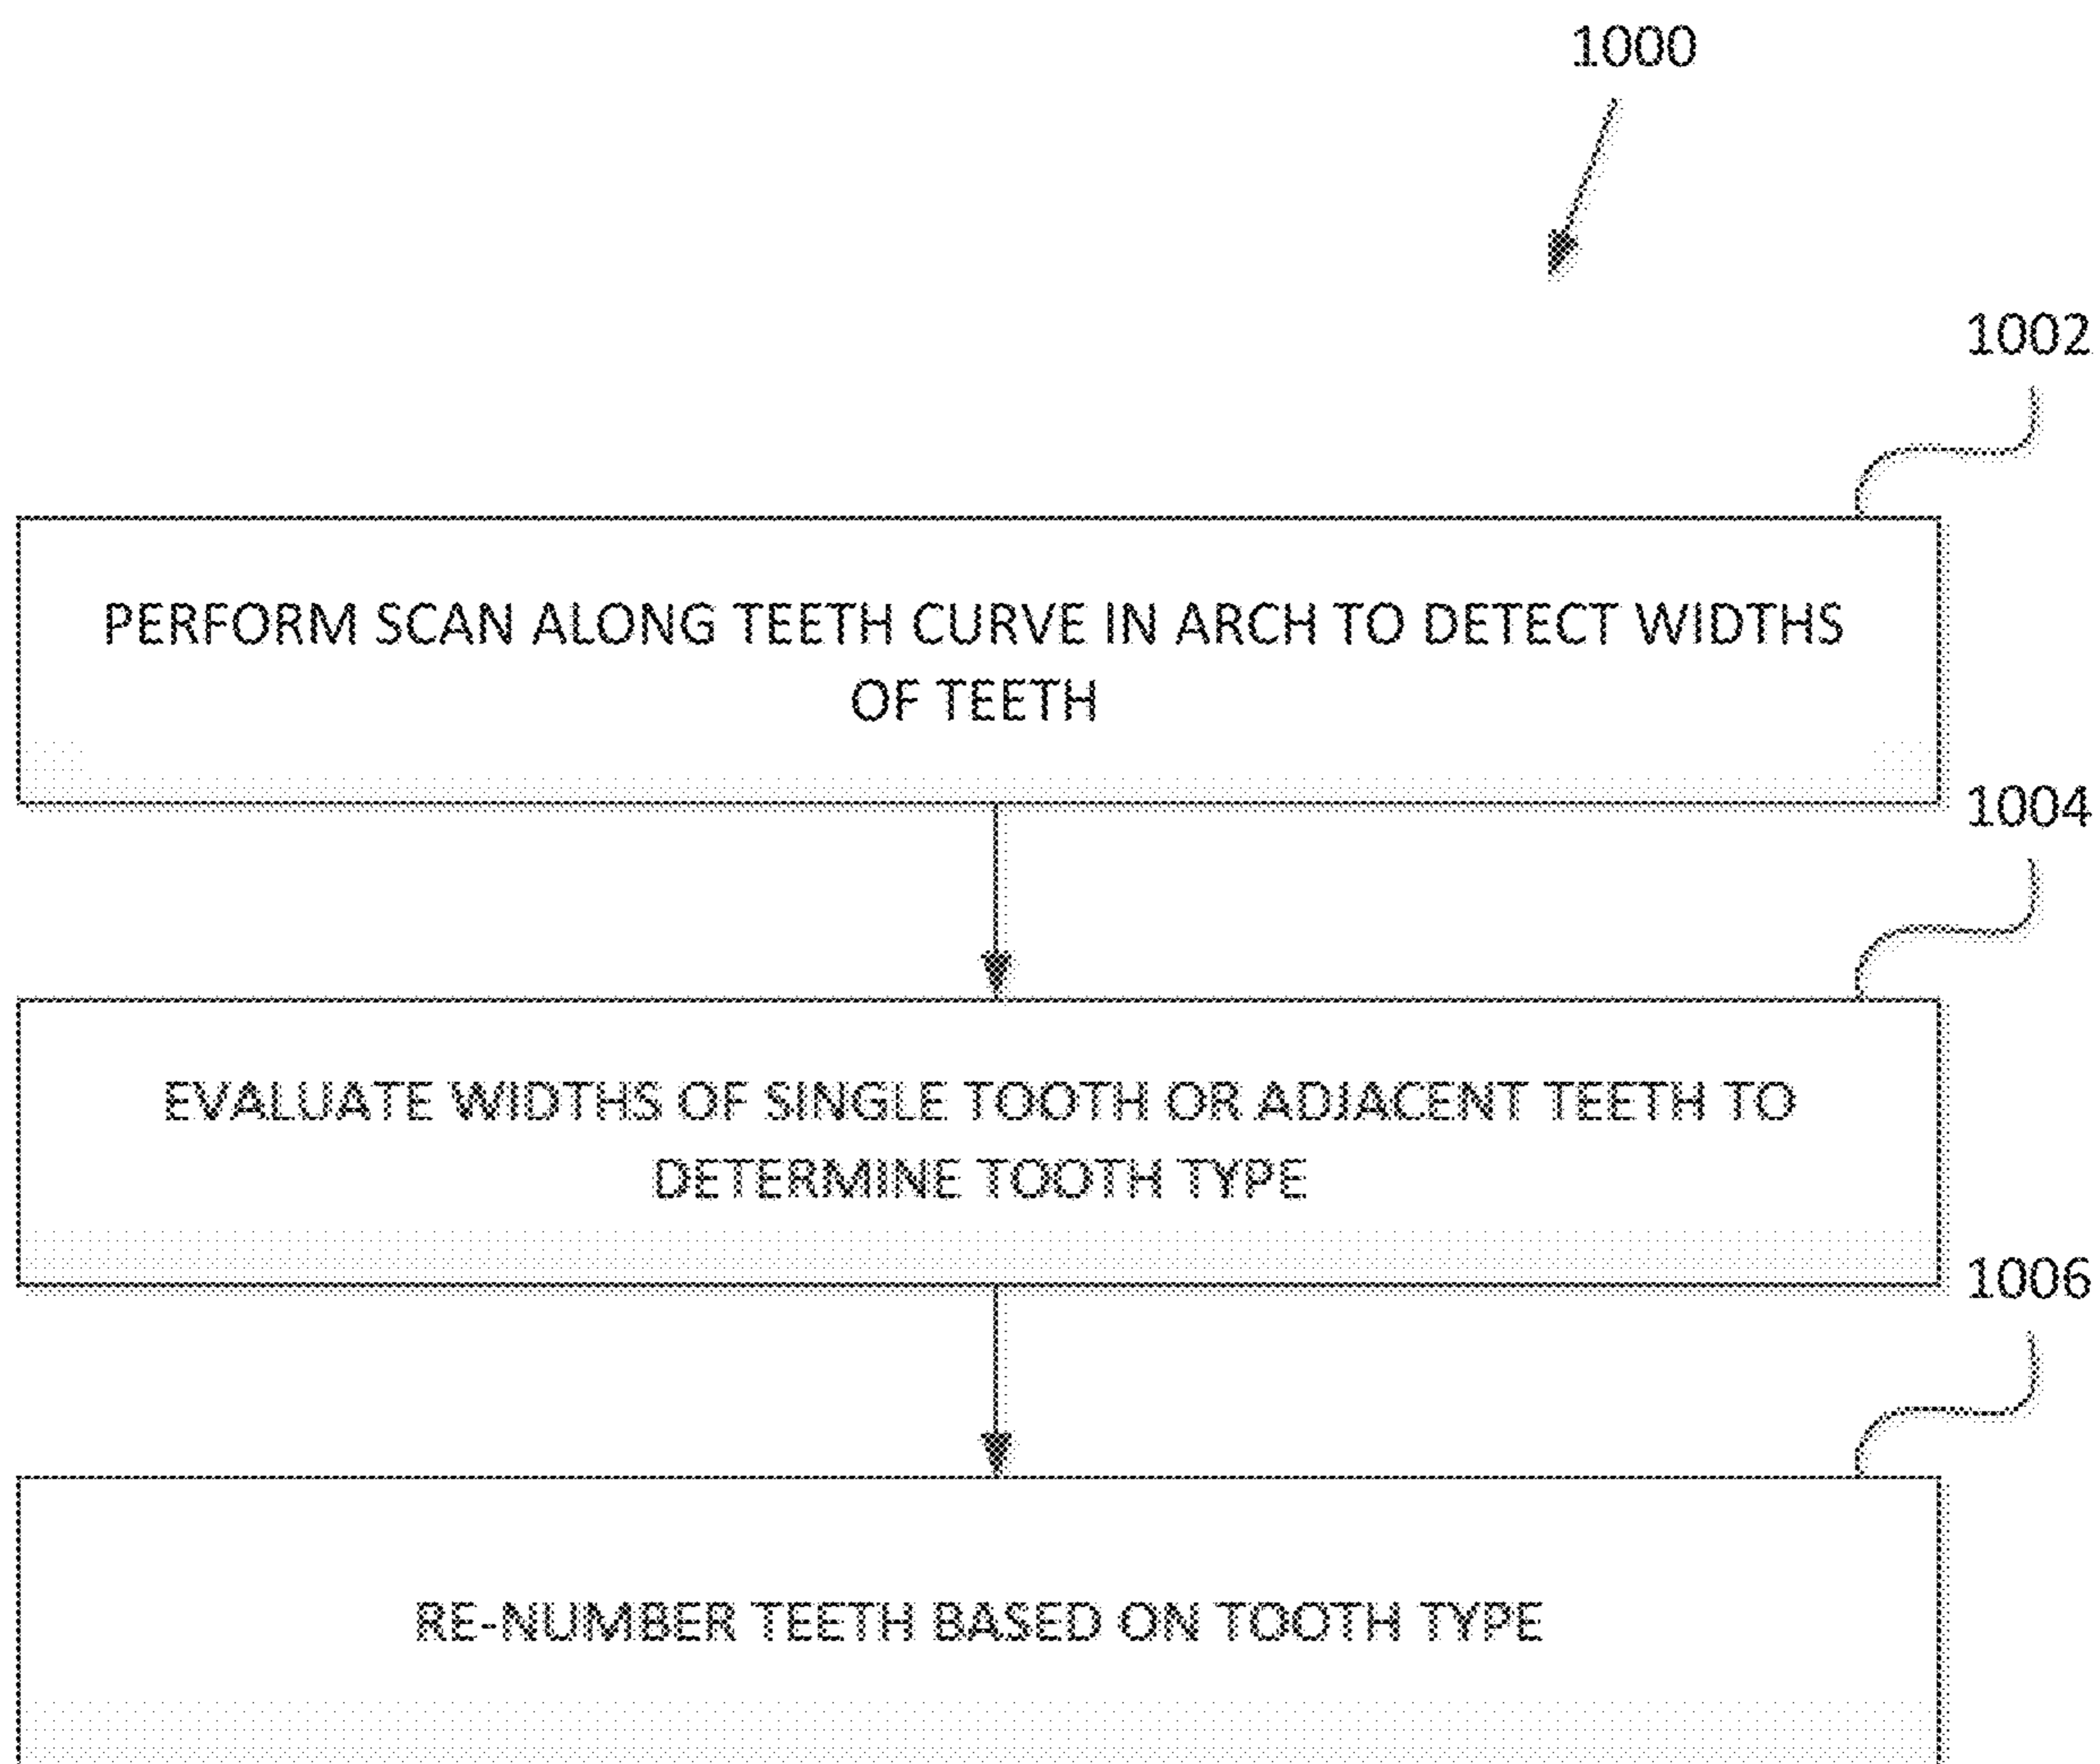 1000
1002
PERFORM SCAN ALONG TEETH CURVE IN ARCH TO DETECT WIDTHS
OF TEETH
1004
EVALUATE WIDTHS OF SINGLE TOOTH OR ADJACENT TEETH TO
DETERMINE TOOTH TYPE
1006
RE-NUMBER TEETH BASED ON TOOTH TYPE